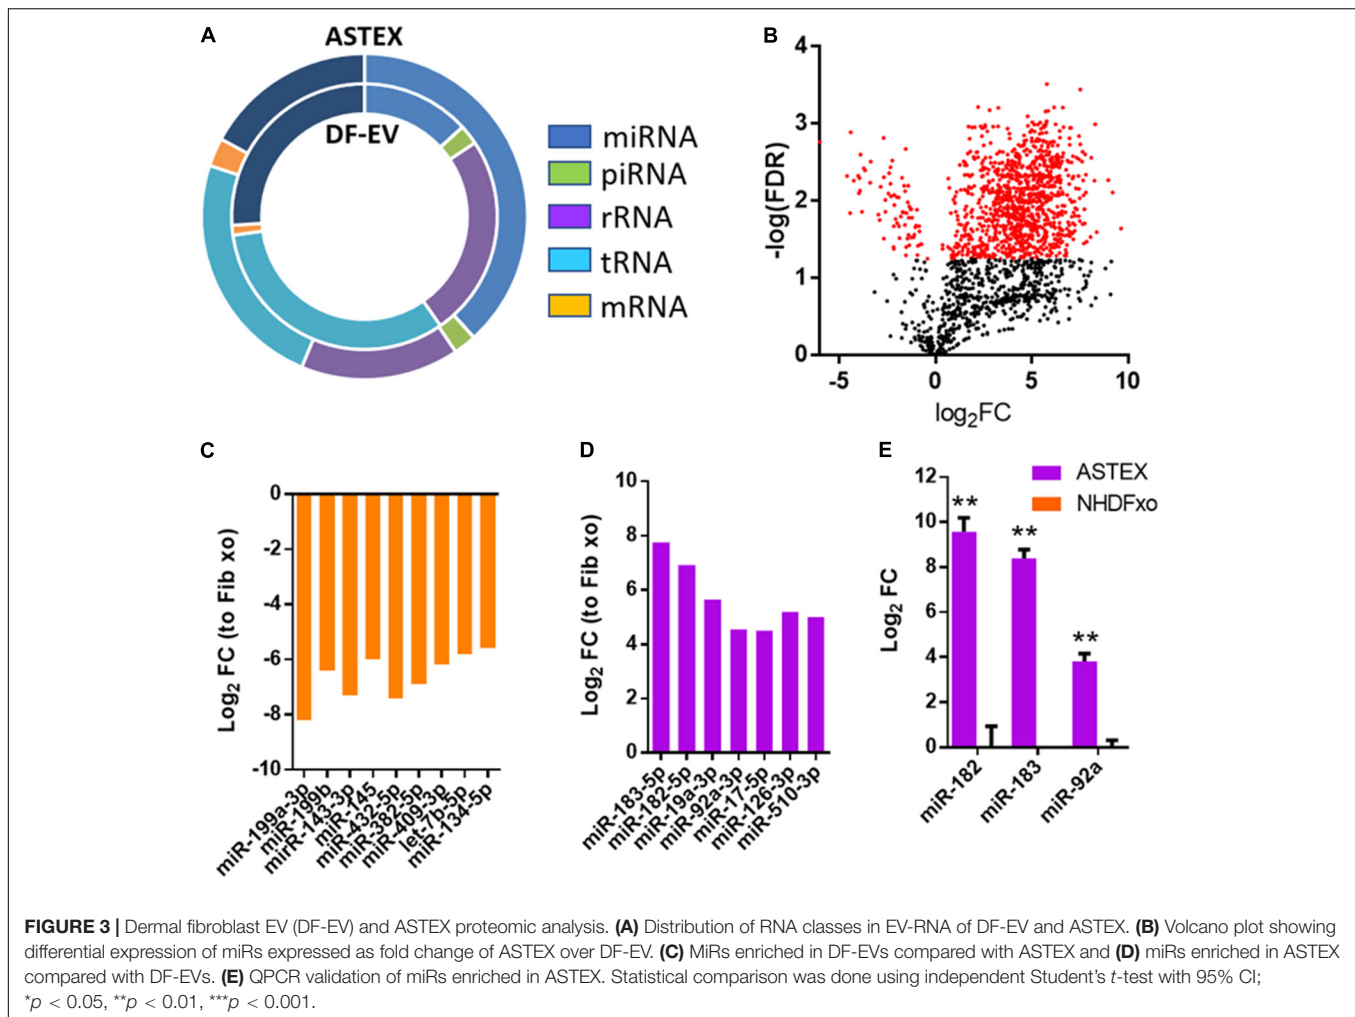 A
ASTEX
DF-EV
miRNA
piRNA
rRNA
tRNA
mRNA
B
4
3
2
1
0
-log(FDR)
-5
0
5
10
log2FC
C
0
-2
-4
-6
-8
-10
Log2 FC (to Fib xo)
miR-199a-3p
miR-199b
mirR-143-3p
miR-145
miR-432-5p
miR-382-5p
miR-409-3p
let-7b-5p
miR-134-5p
D
10
8
6
4
2
0
Log2 FC (to Fib xo)
miR-183-5p
miR-182-5p
miR-19a-3p
miR-92a-3p
miR-17-5p
miR-126-3p
miR-510-3p
E
ASTEX
NHDFxo
12
10
8
6
4
2
0
Log2 FC
**
**
**
miR-182
miR-183
miR-92a
FIGURE 3 | Dermal fibroblast EV (DF-EV) and ASTEX proteomic analysis. (A) Distribution of RNA classes in EV-RNA of DF-EV and ASTEX. (B) Volcano plot showing
differential expression of miRs expressed as fold change of ASTEX over DF-EV. (C) MiRs enriched in DF-EVs compared with ASTEX and (D) miRs enriched in ASTEX
compared with DF-EVs. (E) QPCR validation of miRs enriched in ASTEX. Statistical comparison was done using independent Student's t-test with 95% CI;
*p < 0.05, **p < 0.01, ***p < 0.001.